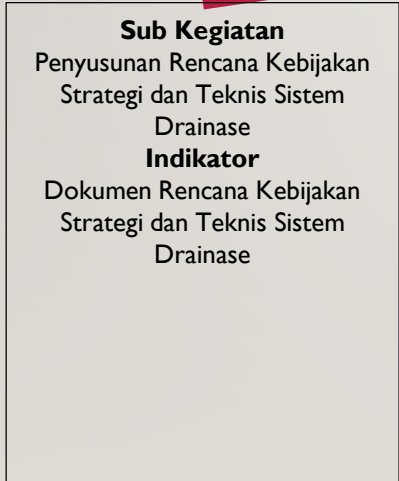 Sub Kegiatan
Penyusunan Rencana Kebijakan
Strategi dan Teknis Sistem
Drainase
Indikator
Dokumen Rencana Kebijakan
Strategi dan Teknis Sistem
Drainase